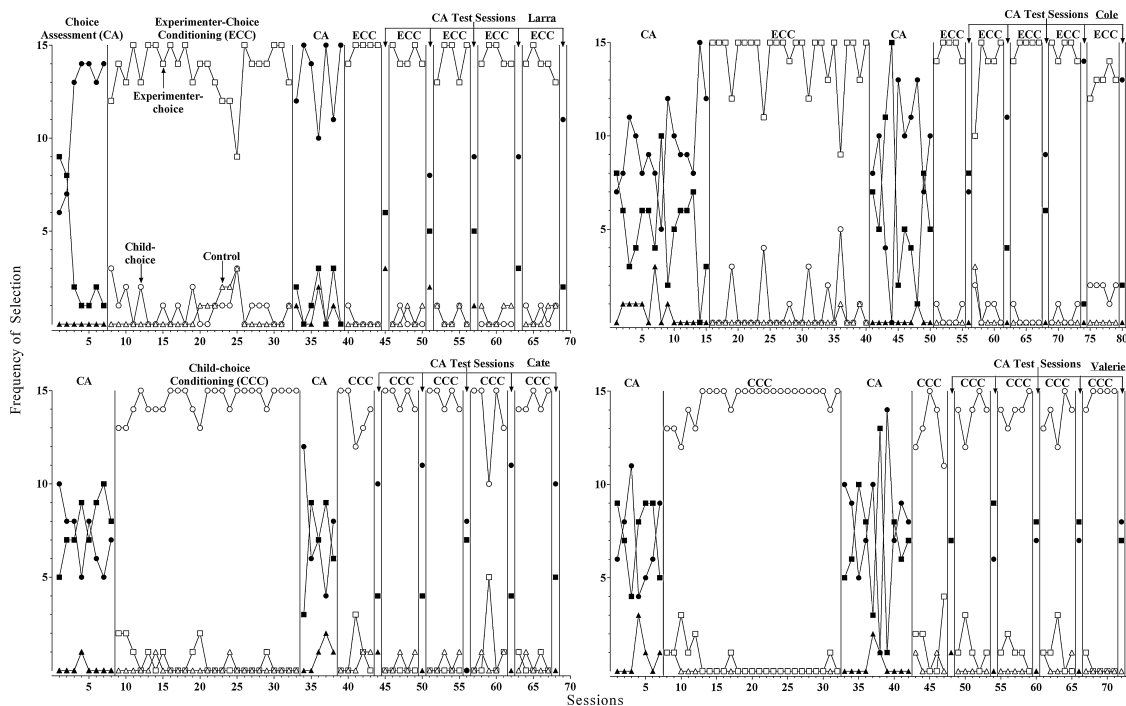 Choice Assessment (CA)
Experimenter-Choice Conditioning (ECC)
CA
ECC
CA Test Sessions
Larra
ECC
ECC
ECC
ECC
Experimenter-choice
Child-choice
Control
15
10
5
5 10 15 20 25 30 35 40 45 50 55 60 65 70
CA Test Sessions
Cole
CA
ECC
CA
ECC
ECC
ECC
ECC
ECC
15
10
5
5 10 15 20 25 30 35 40 45 50 55 60 65 70 75 80
Frequency of Selection
CA
Child-choice Conditioning (CCC)
CA
CCC
CA Test Sessions
Cate
CCC
CCC
CCC
CCC
15
10
5
5 10 15 20 25 30 35 40 45 50 55 60 65 70
CA Test Sessions
Valerie
CA
CCC
CA
CCC
CCC
CCC
CCC
CCC
15
10
5
5 10 15 20 25 30 35 40 45 50 55 60 65 70
Sessions